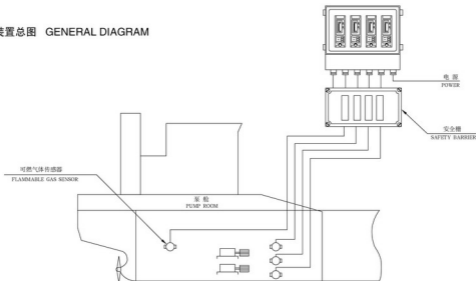 装置总图 GENERAL DIAGRAM
电 源
POWER
安全栅
SAFETY BARRIER
可燃气体传感器
FLAMMABLE GAS SENSOR
泵 舱
PUMP ROOM